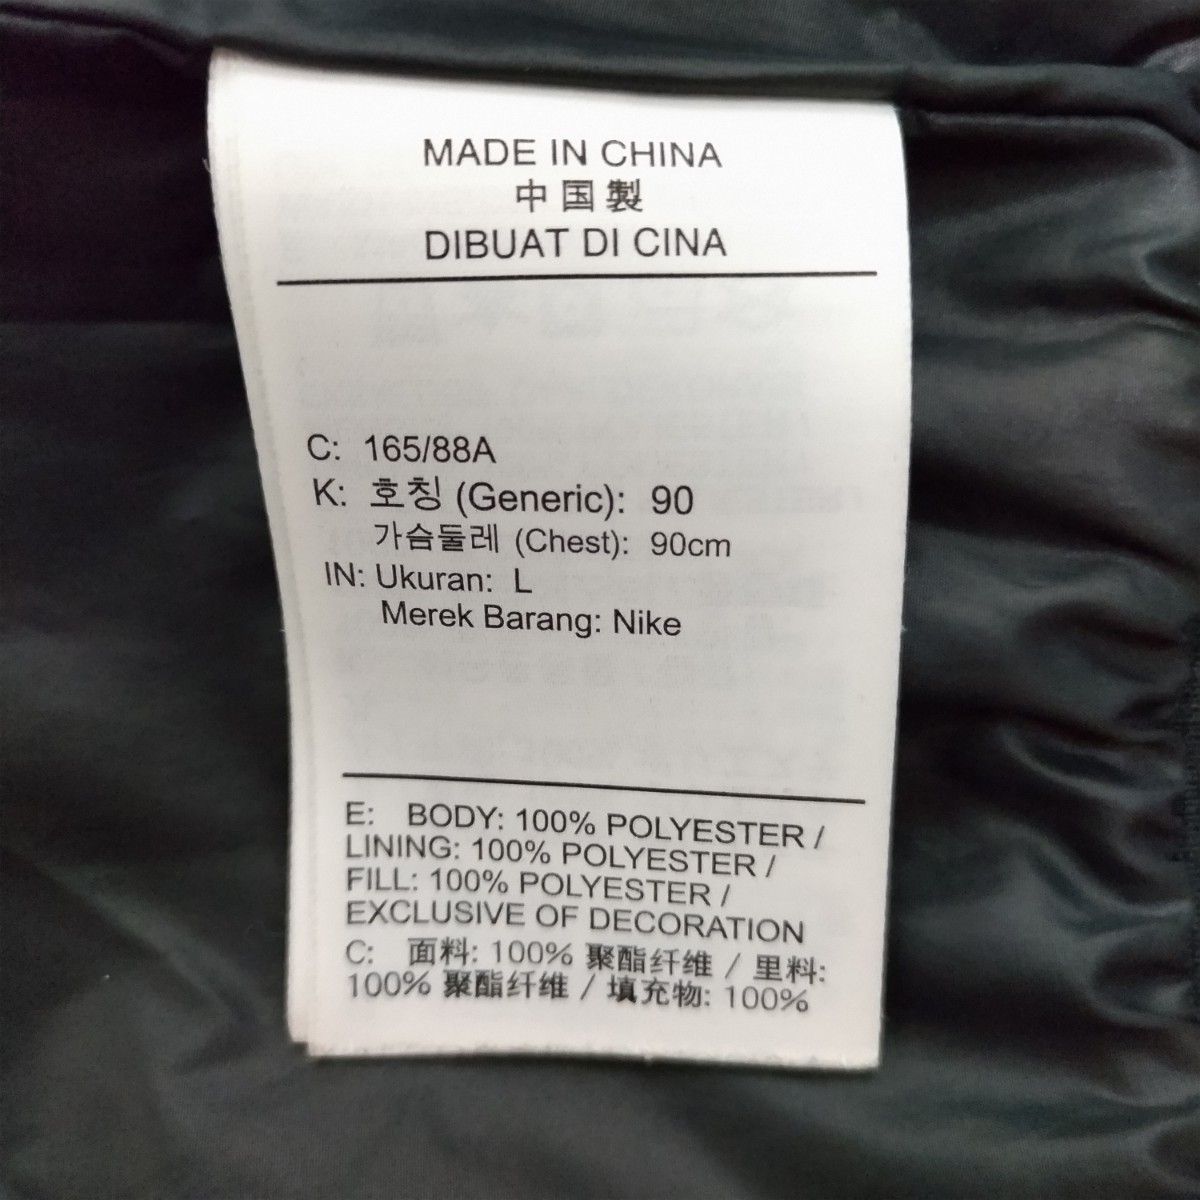 MADE IN CHINA
中国製
DIBUAT DI CINA
C: 165/88A
K: 호칭 (Generic): 90
가슴둘레 (Chest): 90cm
IN: Ukuran: L
Merek Barang: Nike
E: BODY: 100% POLYESTER /
LINING: 100% POLYESTER /
FILL: 100% POLYESTER /
EXCLUSIVE OF DECORATION
C: 面料: 100% 聚酯纤维 / 里料:
100% 聚酯纤维 / 填充物: 100%